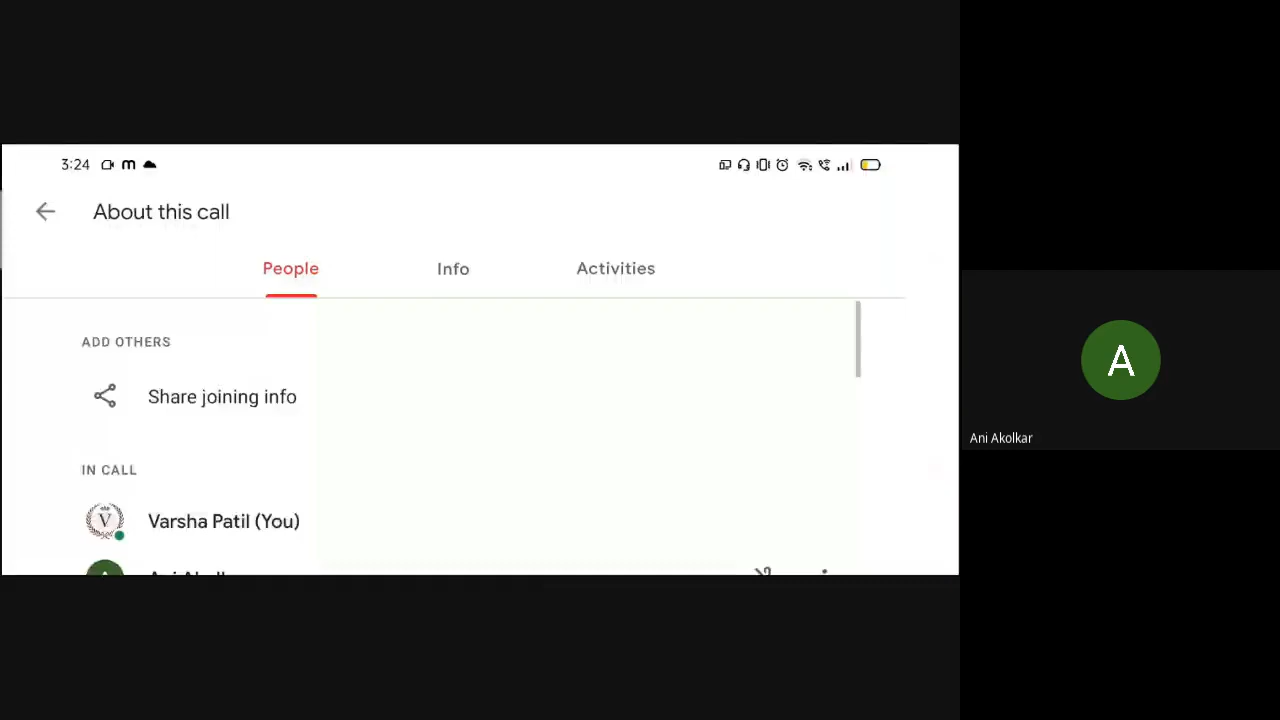 3:24
About this call
People Info Activities
ADD OTHERS
Share joining info
IN CALL
V Varsha Patil (You)
A
Ani Akolkar